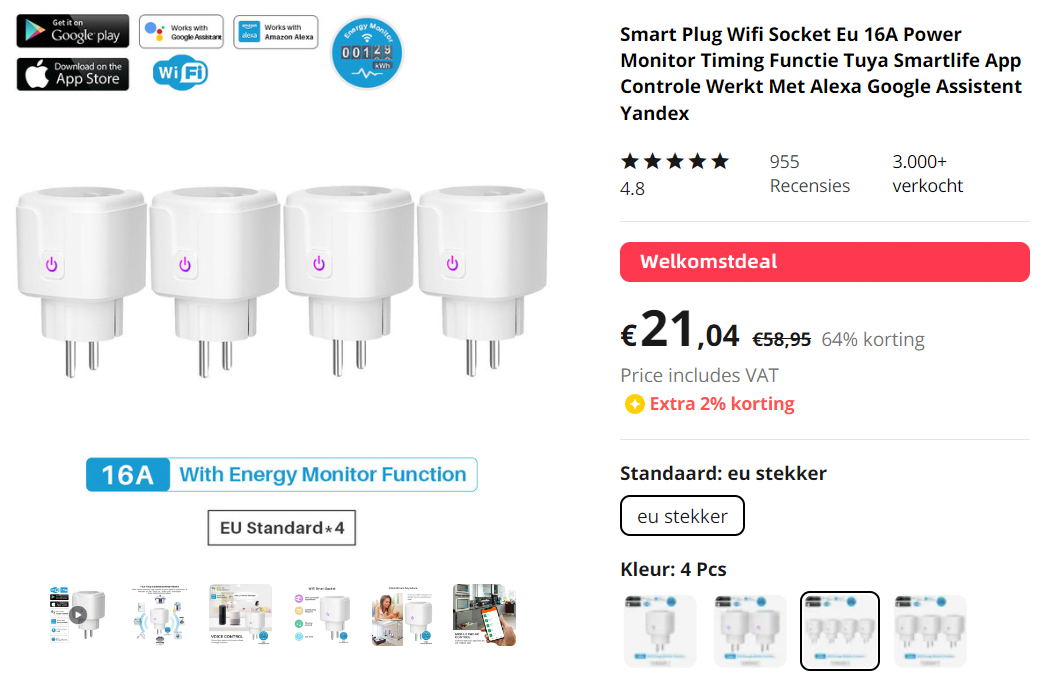 GET IT ON
Google play
Works with
Google Assistant
amazon
alexa
Works with
Amazon Alexa
Energy Monitor
kWh
Download on the
App Store
WiFi
16A With Energy Monitor Function
EU Standard*4
VOICE CONTROL
Smart Plug Wifi Socket Eu 16A Power
Monitor Timing Functie Tuya Smartlife App
Controle Werkt Met Alexa Google Assistent
Yandex
4.8
955
Recensies
3.000+
verkocht
Welkomstdeal
€21,04 €58,95 64% korting
Price includes VAT
Extra 2% korting
Standaard: eu stekker
eu stekker
Kleur: 4 Pcs